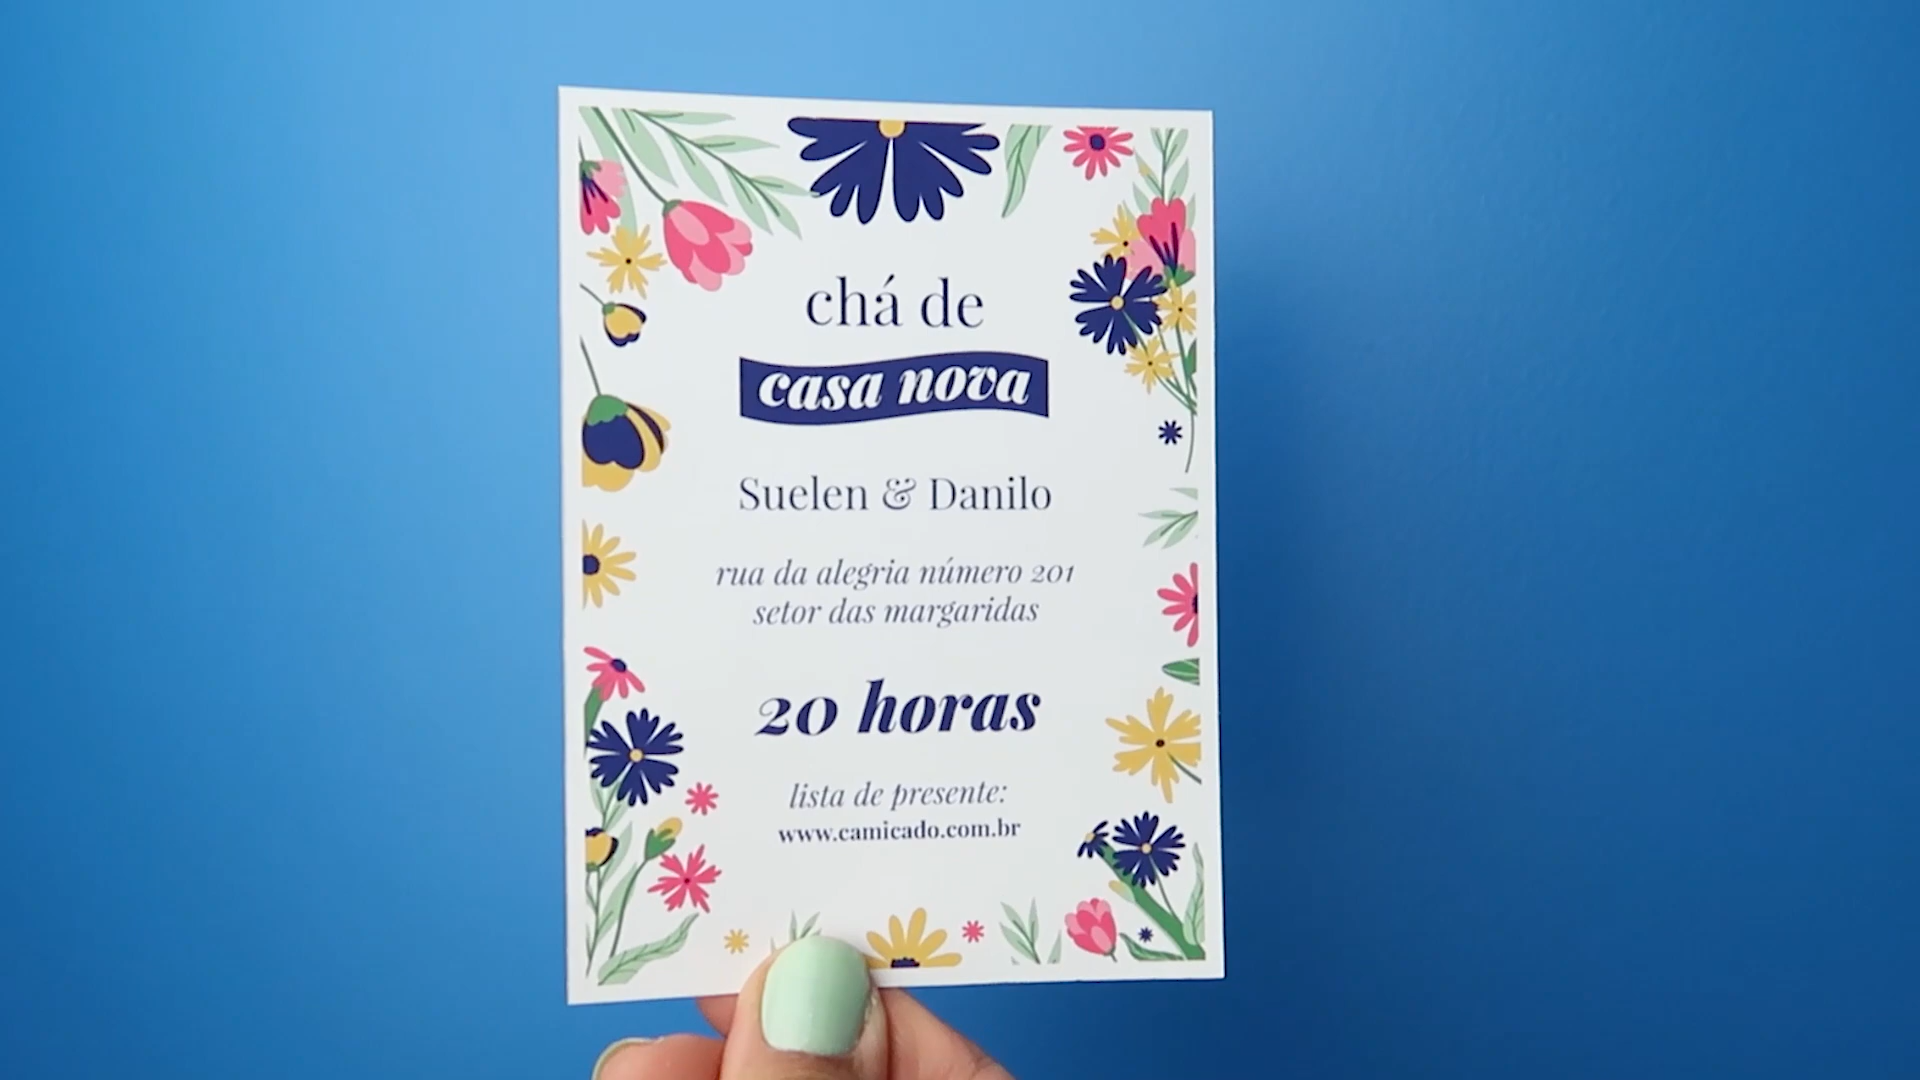 chá de
casa nova
Suelen & Danilo
rua da alegria número 201
setor das margaridas
20 horas
lista de presente:
www.camicado.com.br